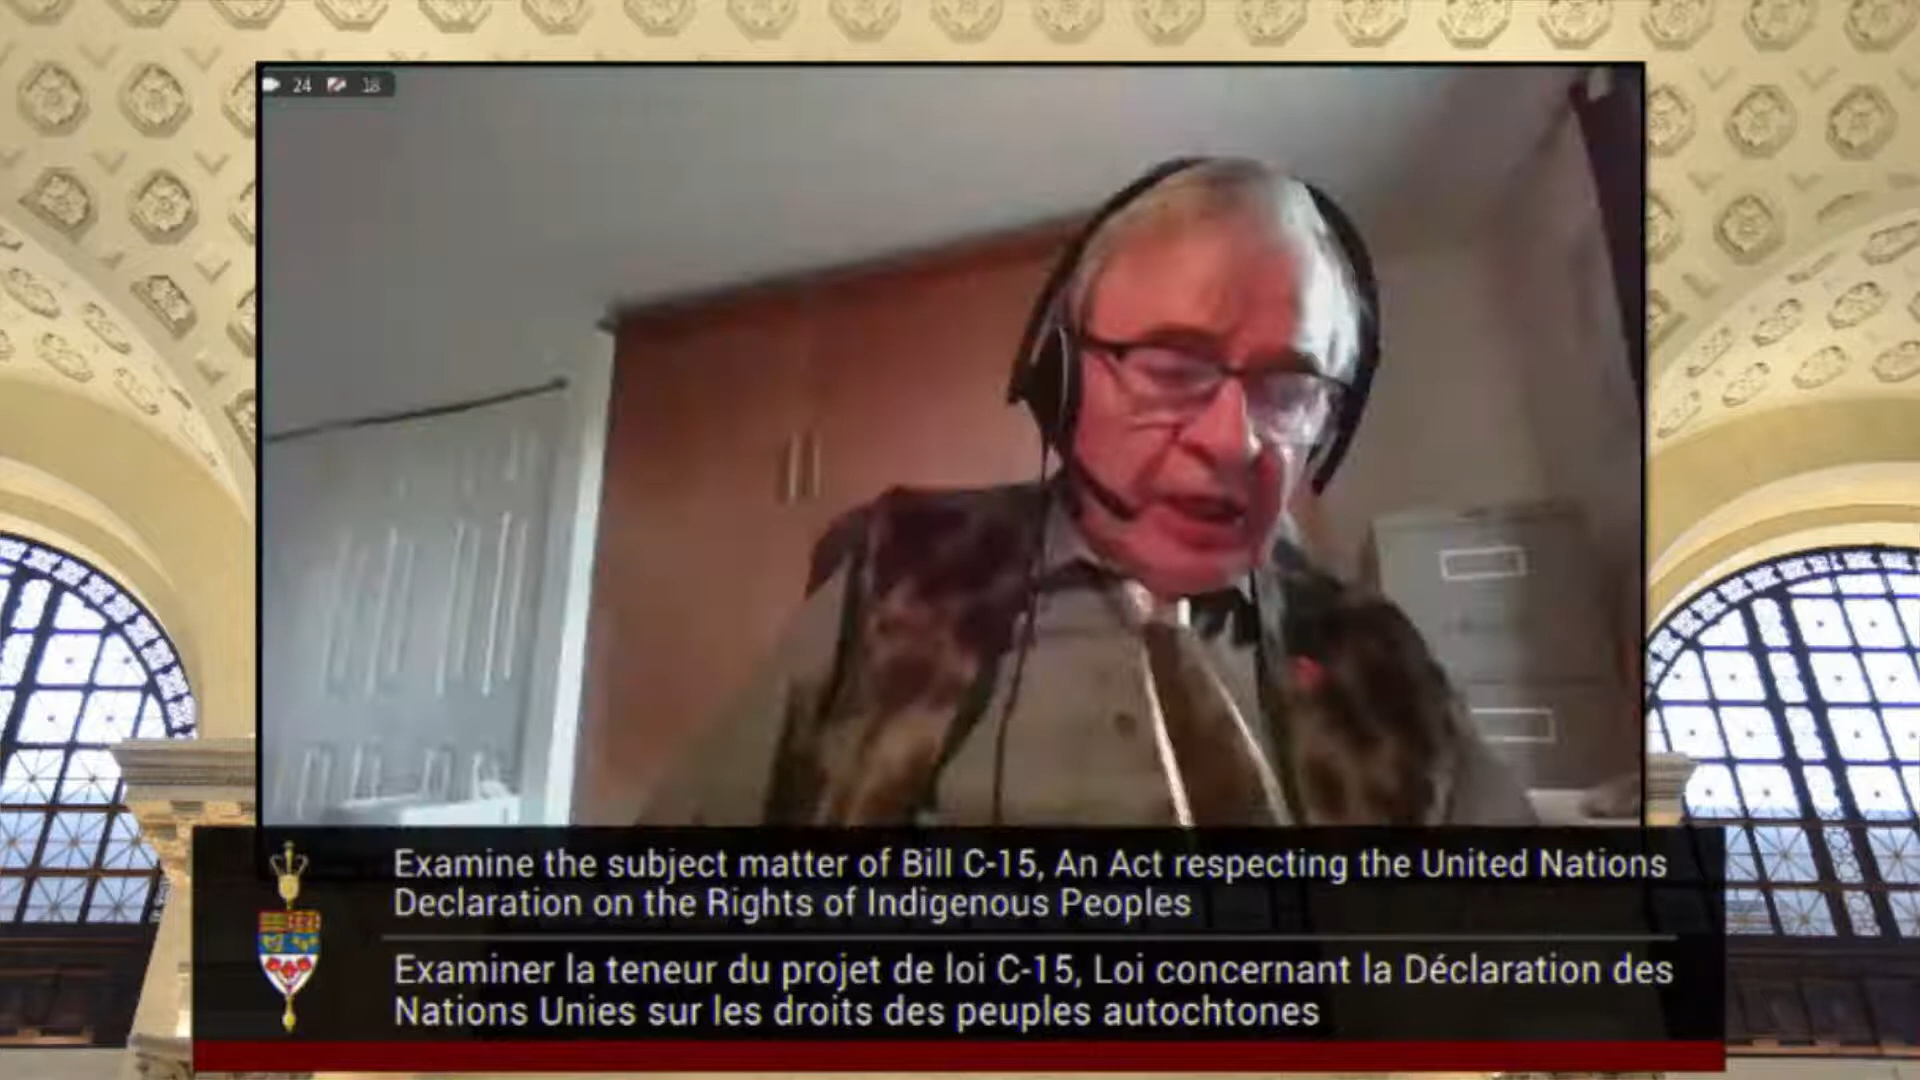 24 18
Examine the subject matter of Bill C-15, An Act respecting the United Nations
Declaration on the Rights of Indigenous Peoples
Examiner la teneur du projet de loi C-15, Loi concernant la Déclaration des
Nations Unies sur les droits des peuples autochtones